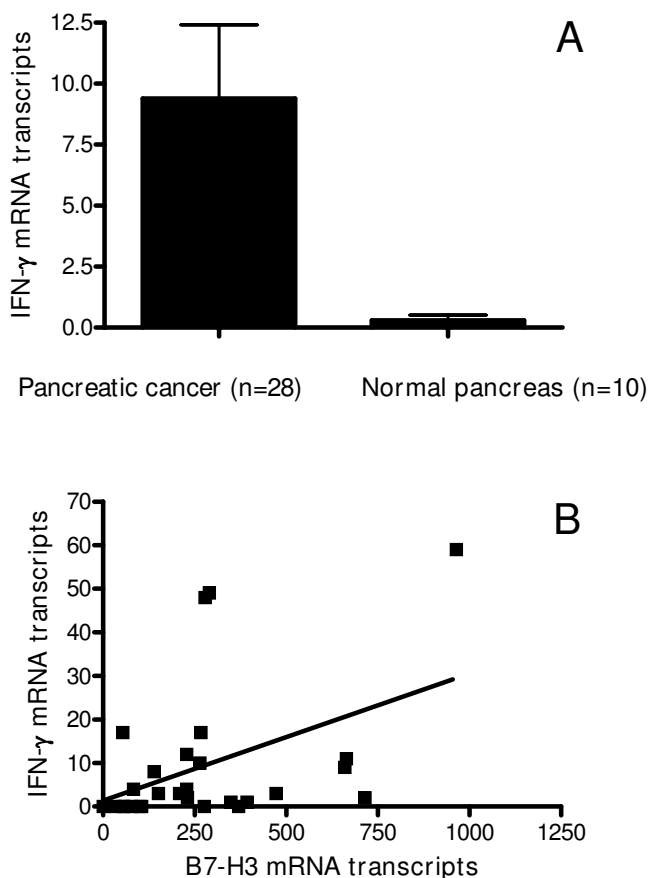 A
IFN-γ mRNA transcripts
12.5
10.0
7.5
5.0
2.5
0.0
Pancreatic cancer (n=28) Normal pancreas (n=10)
B
IFN-γ mRNA transcripts
70
60
50
40
30
20
10
0
0 250 500 750 1000 1250
B7-H3 mRNA transcripts